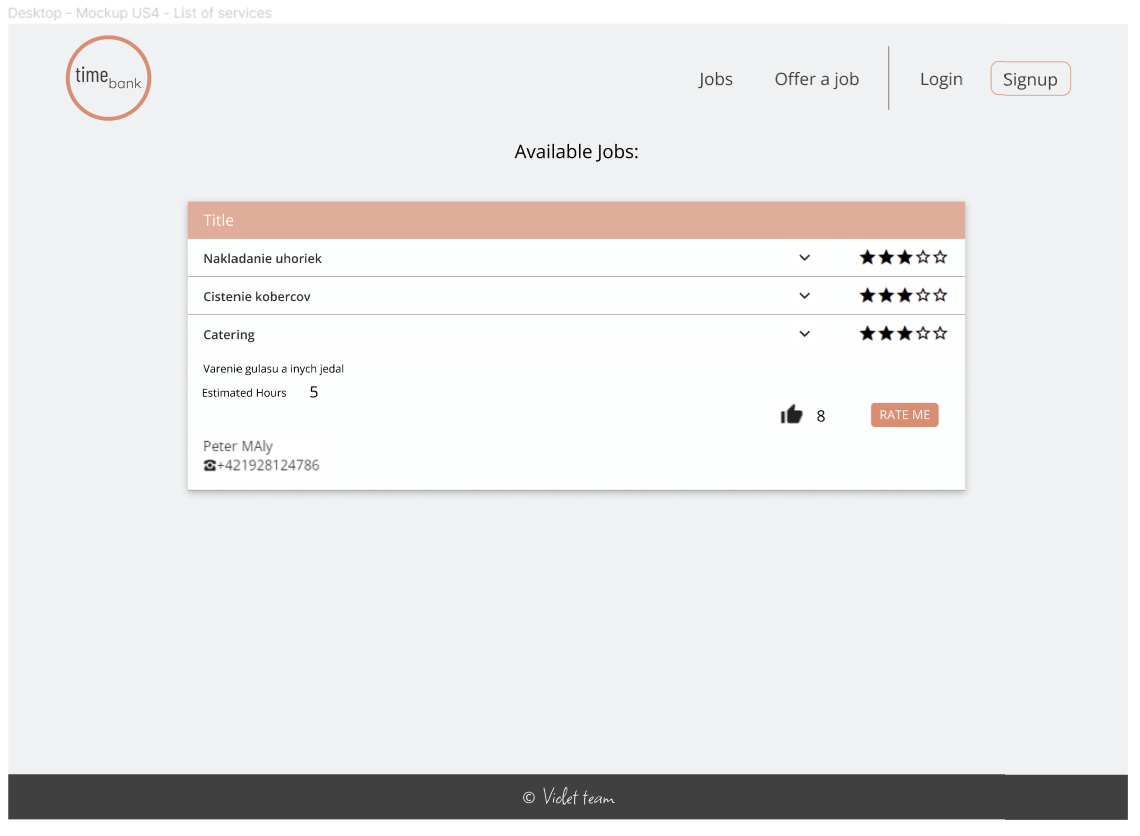 Desktop - Mockup US4 - List of services
time bank
Jobs Offer a job Login Signup
Available Jobs:
Title
Nakladanie uhoriek
Cistenie kobercov
Catering
Varenie gulasu a inych jedal
Estimated Hours 5
8 RATE ME
Peter MAly
☎+421928124786
© Violet team